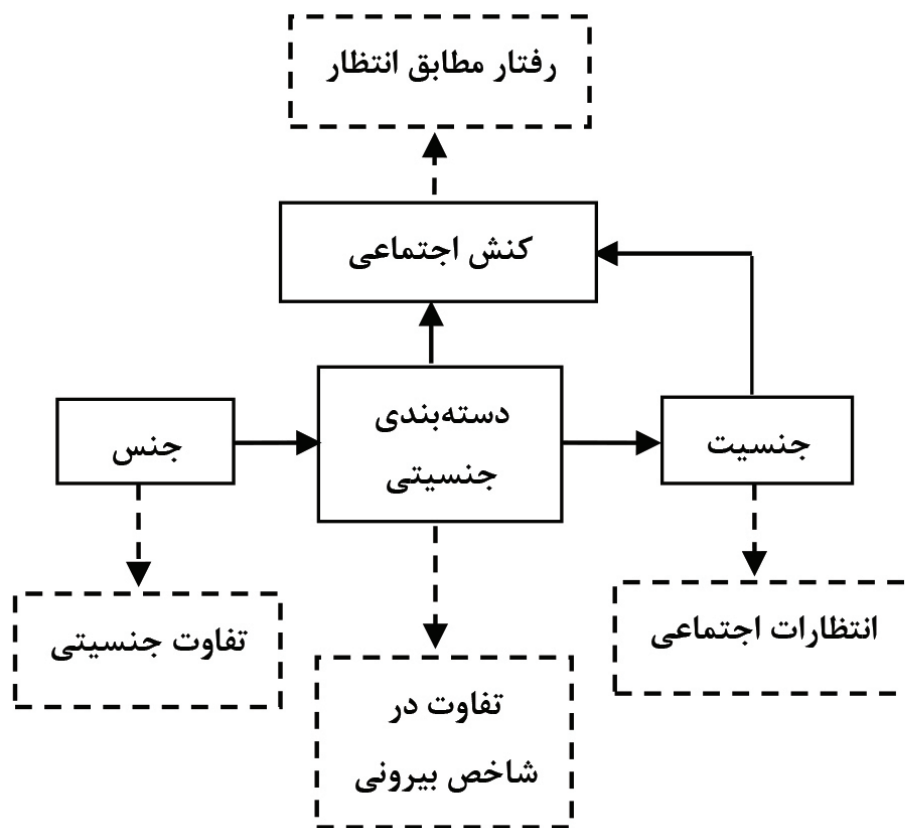 رفتار مطابق انتظار
کنش اجتماعی
دسته‌بندی
جنسیتی
جنسیت
جنس
انتظارات اجتماعی
تفاوت جنسیتی
تفاوت در
شاخص بیرونی